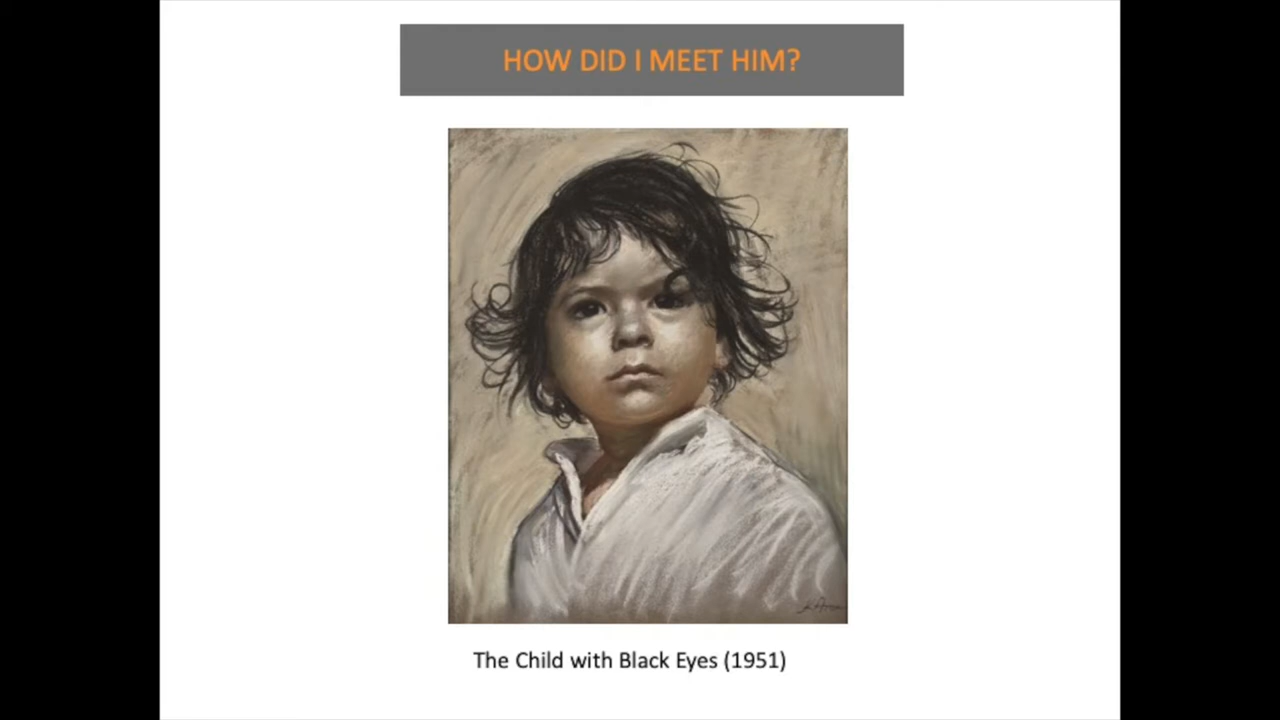 HOW DID I MEET HIM?
The Child with Black Eyes (1951)